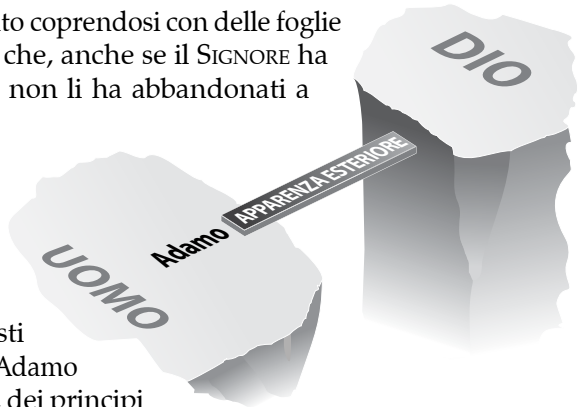 to coprendosi con delle foglie
che, anche se il SIGNORE ha
non li ha abbandonati a
DIO
APPARENZA ESTERIORE
Adamo
UOMO
sti
Adamo
dei principi